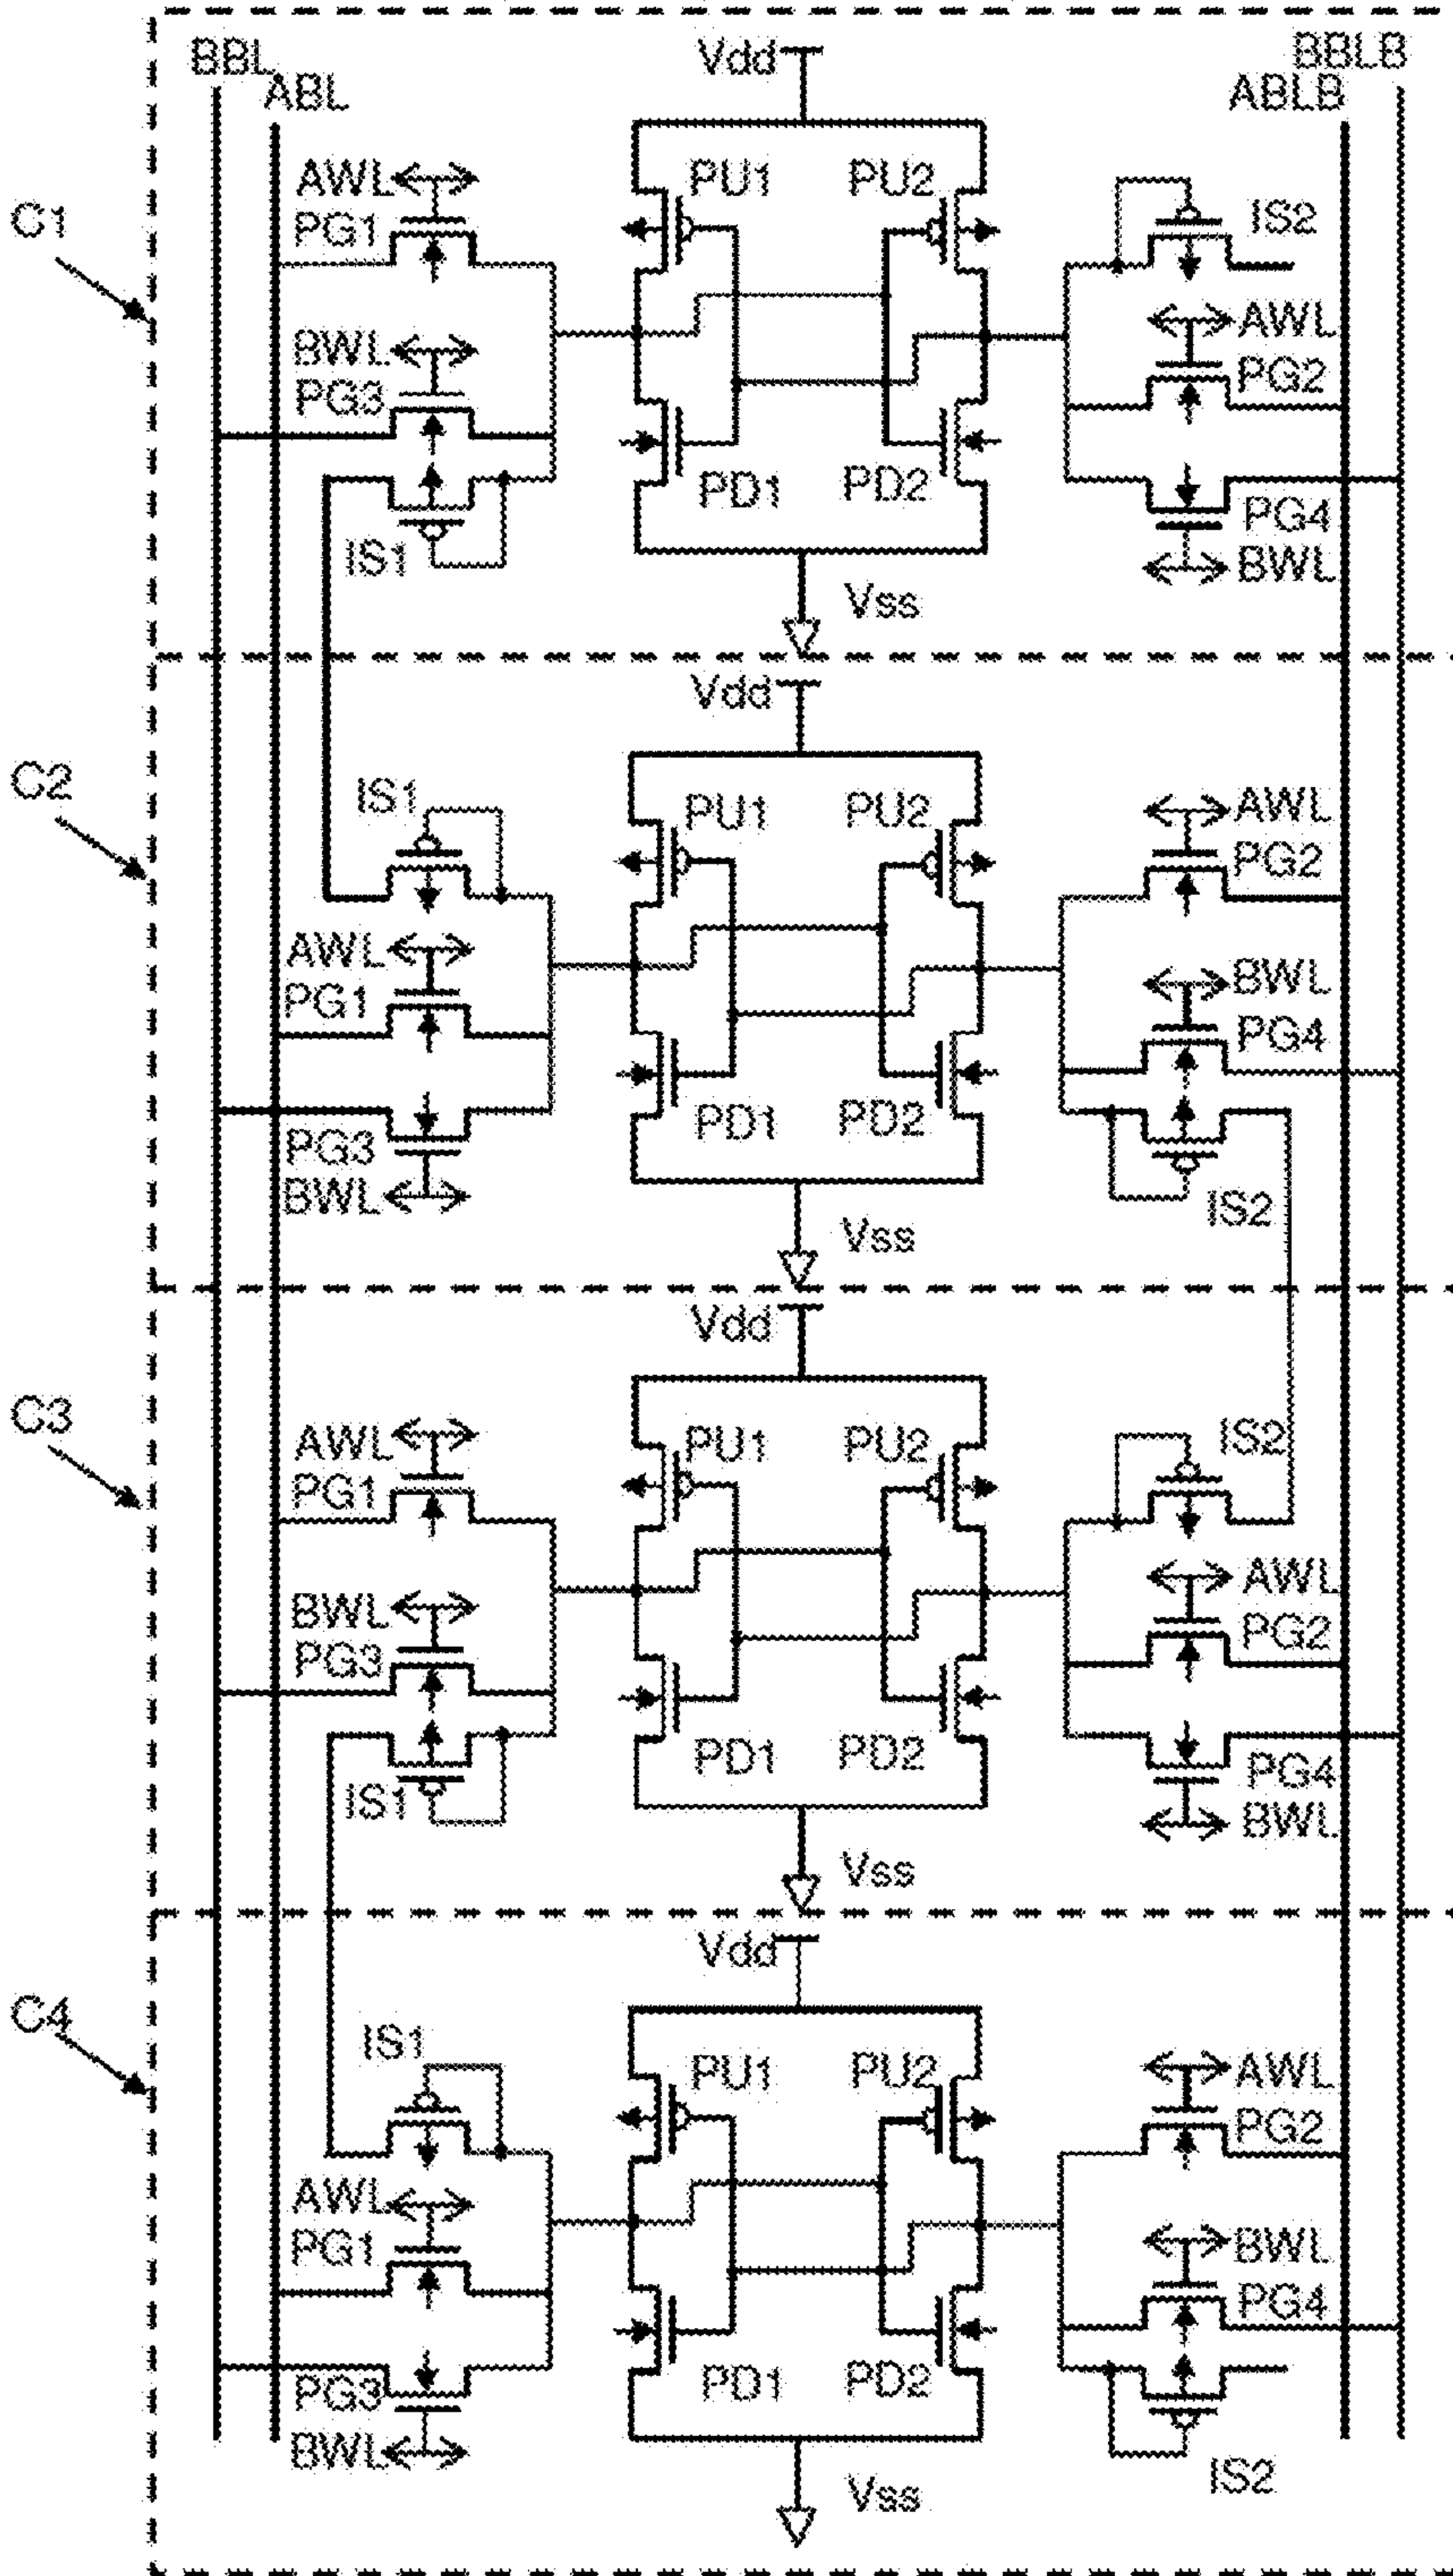 BBL
ABL
Vdd
BBLB
ABLB
C1
AWL
PG1
PU1
PU2
IS2
BWL
PG3
AWL
PG2
IS1
PD1
PD2
PG4
BWL
Vss
C2
Vdd
IS1
PU1
PU2
AWL
PG2
AWL
PG1
BWL
PG4
PG3
BWL
PD1
PD2
IS2
Vss
C3
Vdd
AWL
PG1
PU1
PU2
IS2
BWL
PG3
AWL
PG2
IS1
PD1
PD2
PG4
BWL
Vss
C4
Vdd
IS1
PU1
PU2
AWL
PG2
AWL
PG1
BWL
PG4
PG3
BWL
PD1
PD2
IS2
Vss